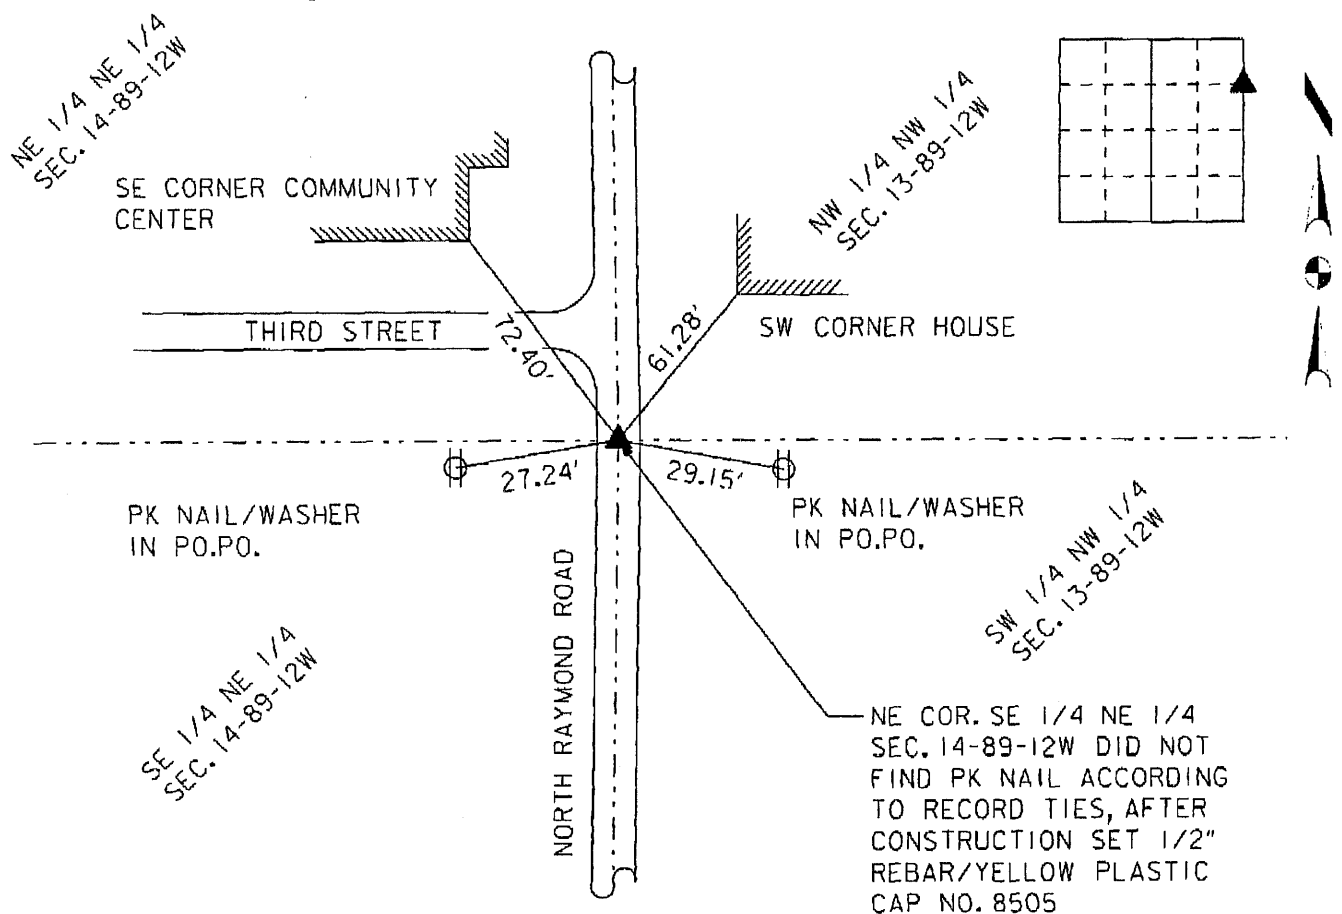 NE 1/4 NE 1/4
SEC. 14-89-12W
NW 1/4 NW 1/4
SEC. 13-89-12W
SE CORNER COMMUNITY
CENTER
THIRD STREET
72.40'
61.28'
SW CORNER HOUSE
27.24'
29.15'
PK NAIL/WASHER
IN PO.PO.
PK NAIL/WASHER
IN PO.PO.
SW 1/4 NW 1/4
SEC. 13-89-12W
SE 1/4 NE 1/4
SEC. 14-89-12W
NORTH RAYMOND ROAD
NE COR. SE 1/4 NE 1/4
SEC. 14-89-12W DID NOT
FIND PK NAIL ACCORDING
TO RECORD TIES, AFTER
CONSTRUCTION SET 1/2"
REBAR/YELLOW PLASTIC
CAP NO. 8505